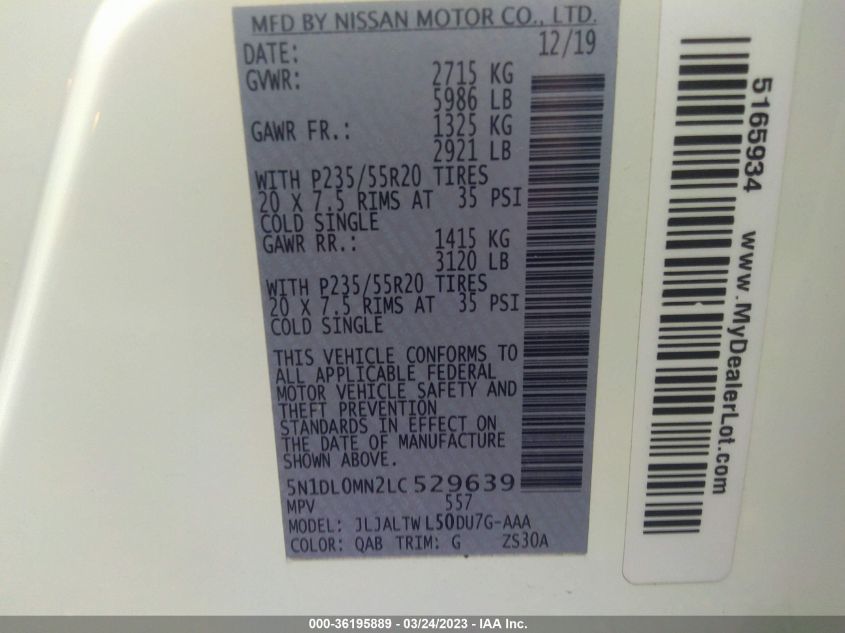 MFD BY NISSAN MOTOR CO., LTD.
DATE: 12/19
GVWR: 2715 KG
5986 LB
GAWR FR.: 1325 KG
2921 LB
WITH P235/55R20 TIRES
20 X 7.5 RIMS AT 35 PSI
COLD SINGLE
GAWR RR.: 1415 KG
3120 LB
WITH P235/55R20 TIRES
20 X 7.5 RIMS AT 35 PSI
COLD SINGLE
THIS VEHICLE CONFORMS TO
ALL APPLICABLE FEDERAL
MOTOR VEHICLE SAFETY AND
THEFT PREVENTION
STANDARDS IN EFFECT ON
THE DATE OF MANUFACTURE
SHOWN ABOVE.
5N1DL0MN2LC529639
MPV 557
MODEL: JLJALTWL50DU7G-AAA
COLOR: QAB TRIM: G ZS30A
5165934 www.MyDealerLot.com
000-36195889 - 03/24/2023 - IAA Inc.